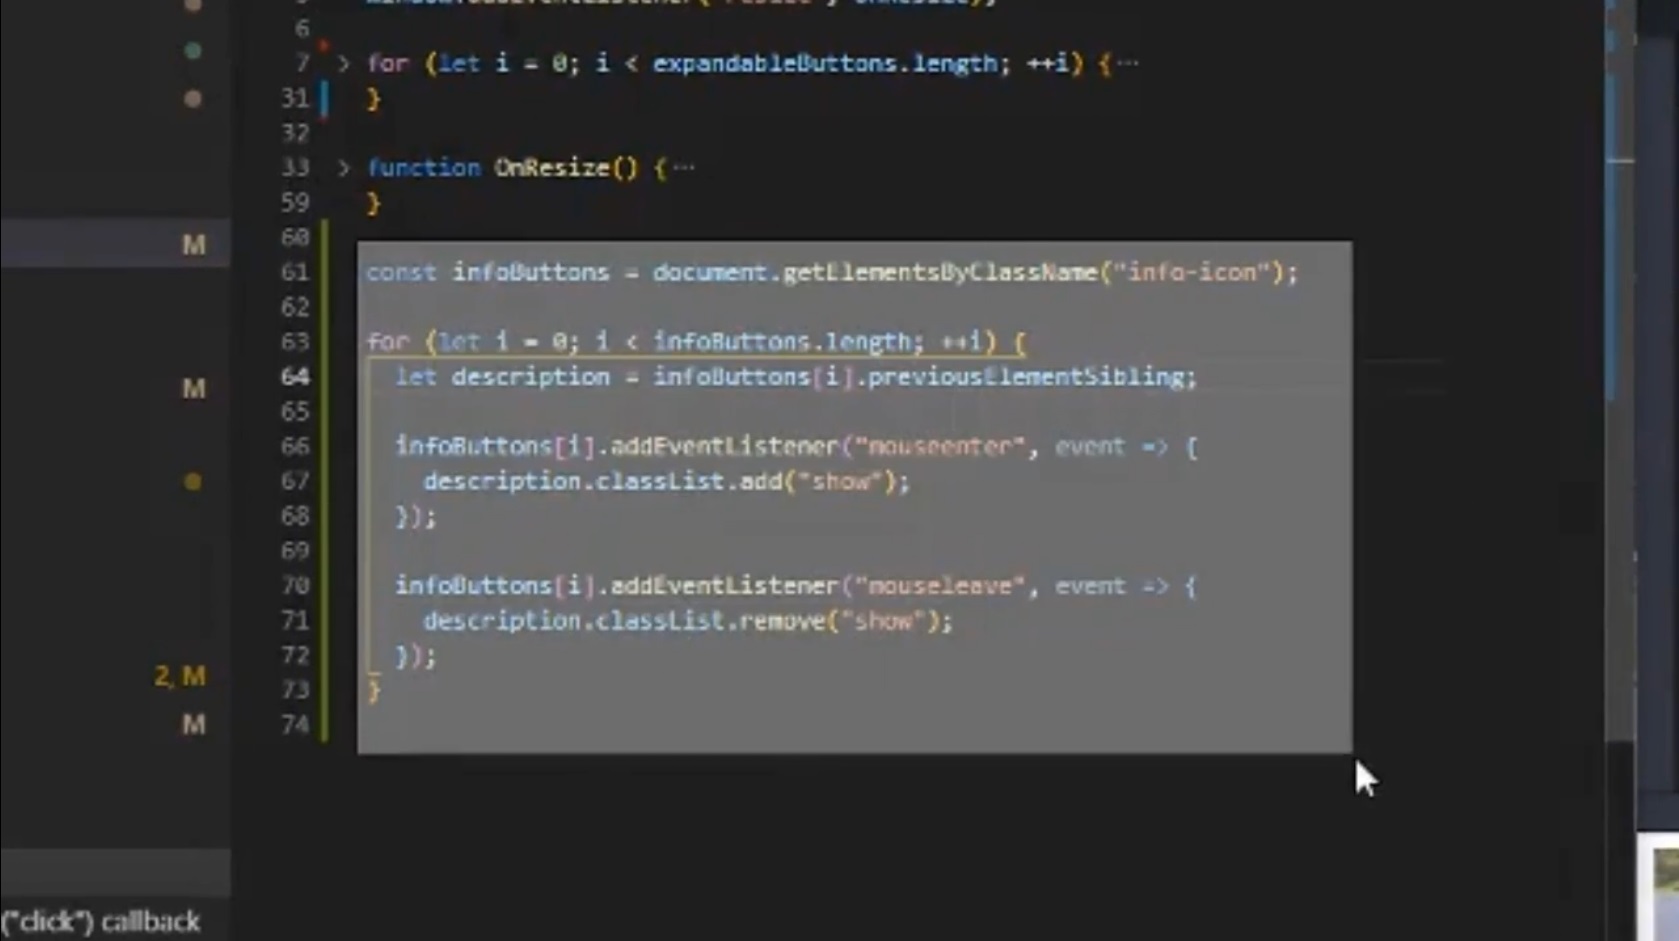 6
7 > for (let i = 0; i < expandableButtons.length; ++i) {···
31 }
32
33 > function OnResize() {···
59 }
60
61 const infoButtons = document.getElementsByClassName("info-icon");
62
63 for (let i = 0; i < infoButtons.length; ++i) {
64 let description = infoButtons[i].previousElementSibling;
65
66 infoButtons[i].addEventListener("mouseenter", event => {
67 description.classList.add("show");
68 });
69
70 infoButtons[i].addEventListener("mouseleave", event => {
71 description.classList.remove("show");
72 });
73 }
74
M
M
2, M
M
("click") callback